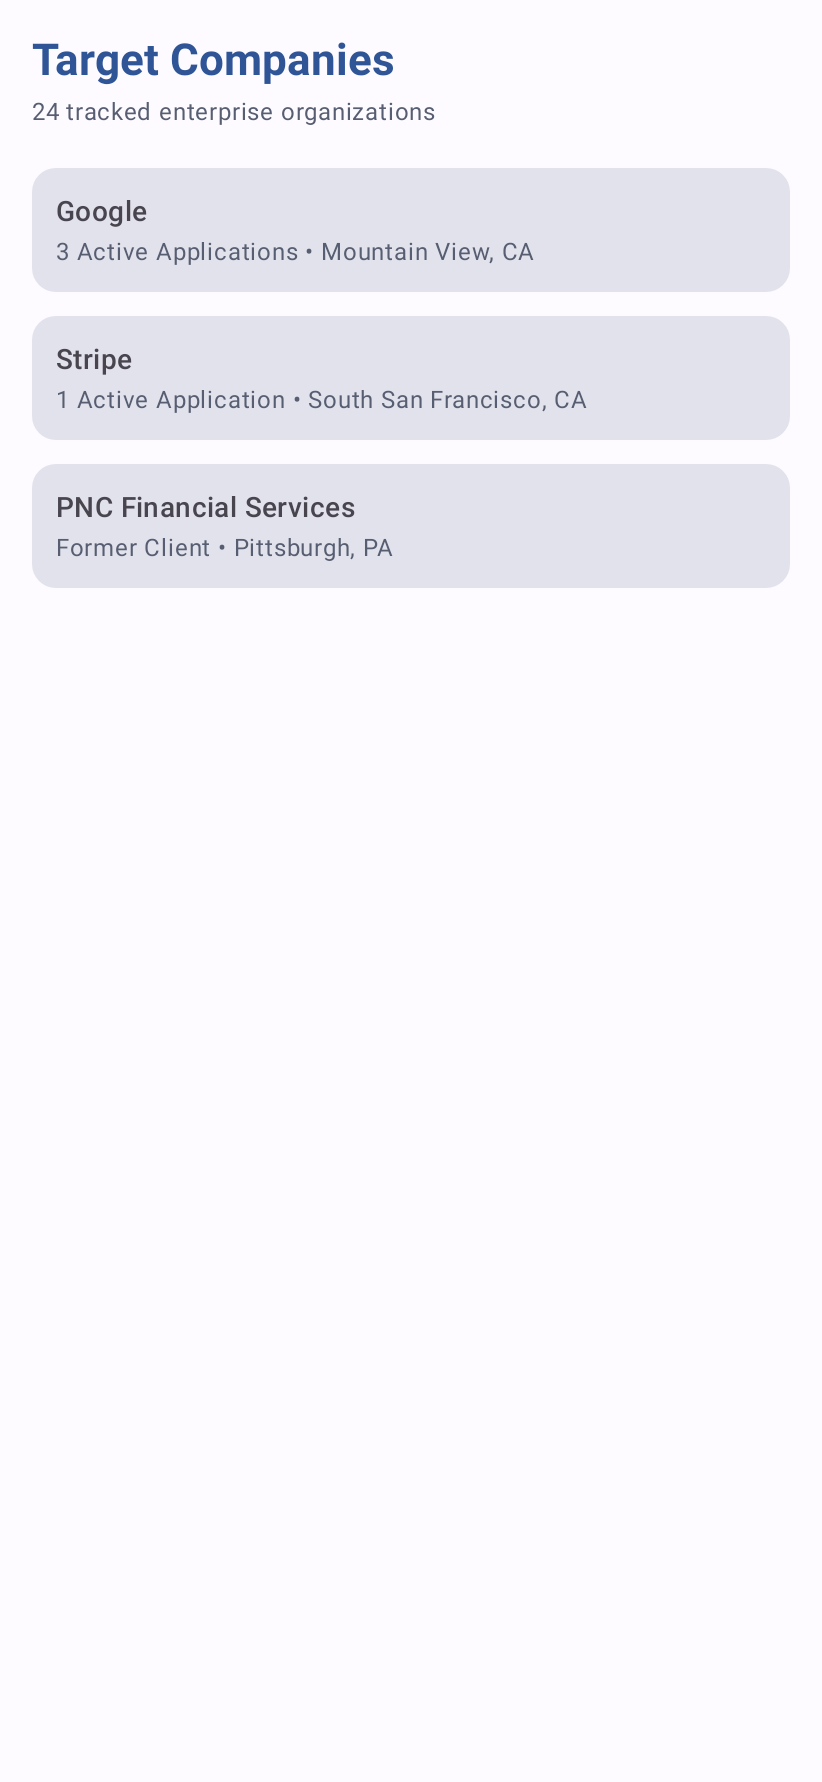 Target Companies
24 tracked enterprise organizations
Google
3 Active Applications • Mountain View, CA
Stripe
1 Active Application • South San Francisco, CA
PNC Financial Services
Former Client • Pittsburgh, PA